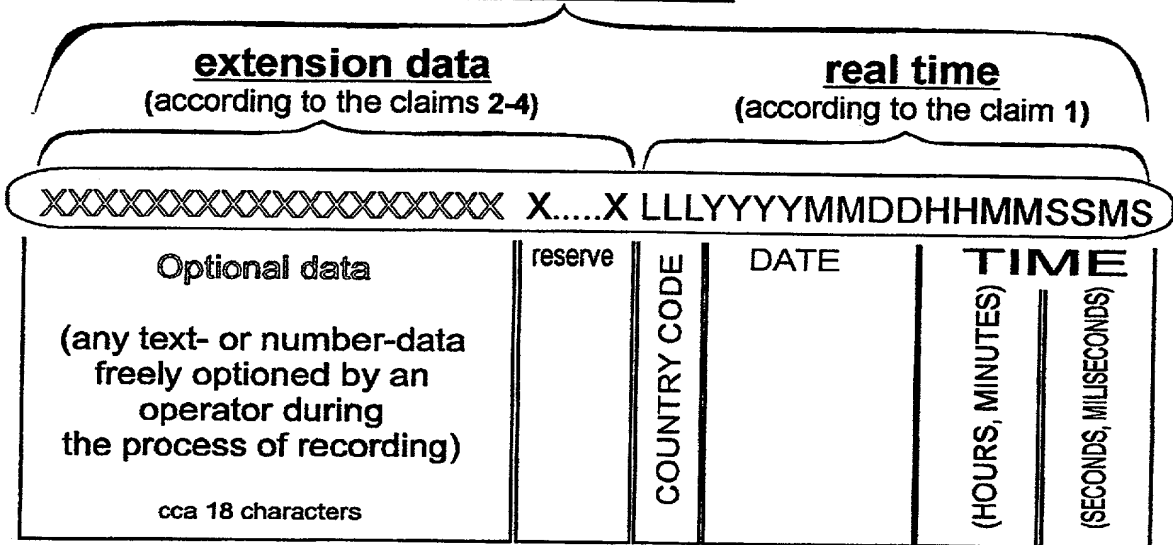 extension data
(according to the claims 2-4)
real time
(according to the claim 1)
XXXXXXXXXXXXXXXXXX X.....X LLLYYYYMMDDHHMMSSMS
Optional data
(any text- or number-data
freely optioned by an
operator during
the process of recording)
cca 18 characters
reserve
COUNTRY CODE
DATE
TIME
(HOURS, MINUTES)
(SECONDS, MILISECONDS)